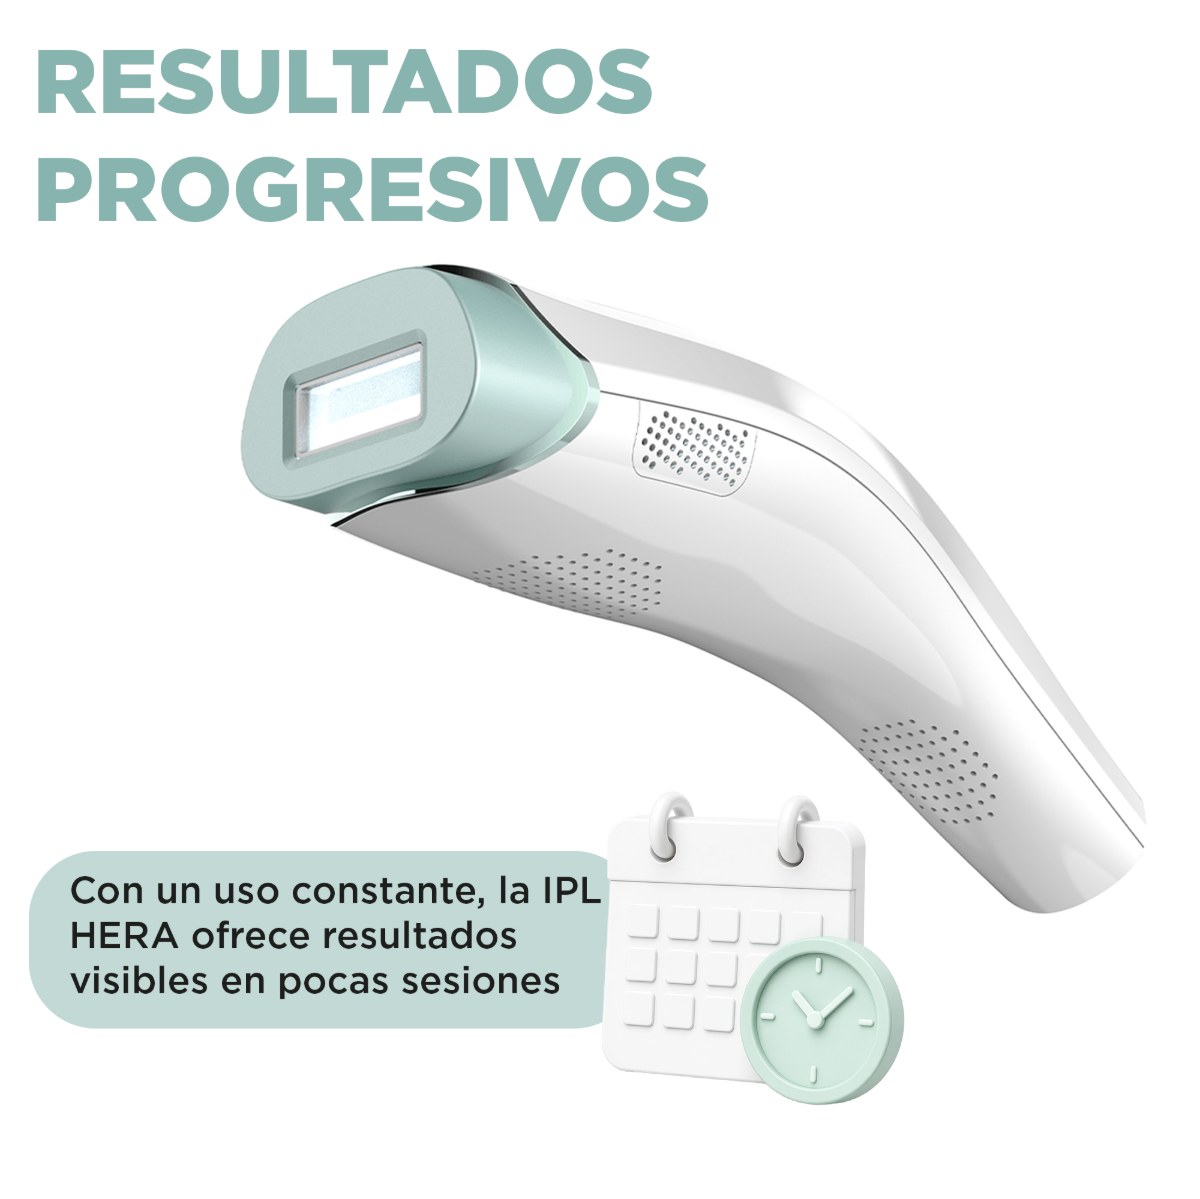 RESULTADOS
PROGRESIVOS
Con un uso constante, la IPL
HERA ofrece resultados
visibles en pocas sesiones